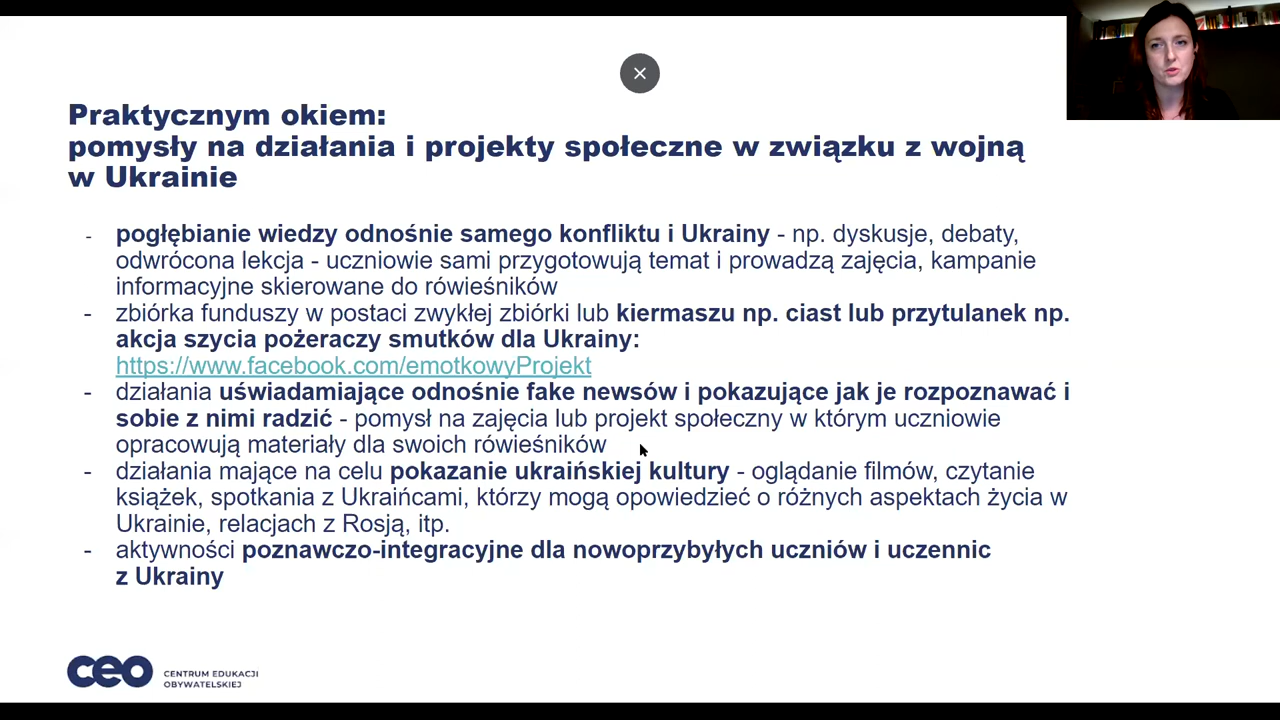 Praktycznym okiem:
pomysły na działania i projekty społeczne w związku z wojną
w Ukrainie
- pogłębianie wiedzy odnośnie samego konfliktu i Ukrainy - np. dyskusje, debaty,
odwrócona lekcja - uczniowie sami przygotowują temat i prowadzą zajęcia, kampanie
informacyjne skierowane do rówieśników
- zbiórka funduszy w postaci zwykłej zbiórki lub kiermaszu np. ciast lub przytulanek np.
akcja szycia pożeraczy smutków dla Ukrainy:
https://www.facebook.com/emotkowyProjekt
- działania uświadamiające odnośnie fake newsów i pokazujące jak je rozpoznawać i
sobie z nimi radzić - pomysł na zajęcia lub projekt społeczny w którym uczniowie
opracowują materiały dla swoich rówieśników
- działania mające na celu pokazanie ukraińskiej kultury - oglądanie filmów, czytanie
książek, spotkania z Ukraińcami, którzy mogą opowiedzieć o różnych aspektach życia w
Ukrainie, relacjach z Rosją, itp.
- aktywności poznawczo-integracyjne dla nowoprzybyłych uczniów i uczennic
z Ukrainy
ceo CENTRUM EDUKACJI
OBYWATELSKIEJ